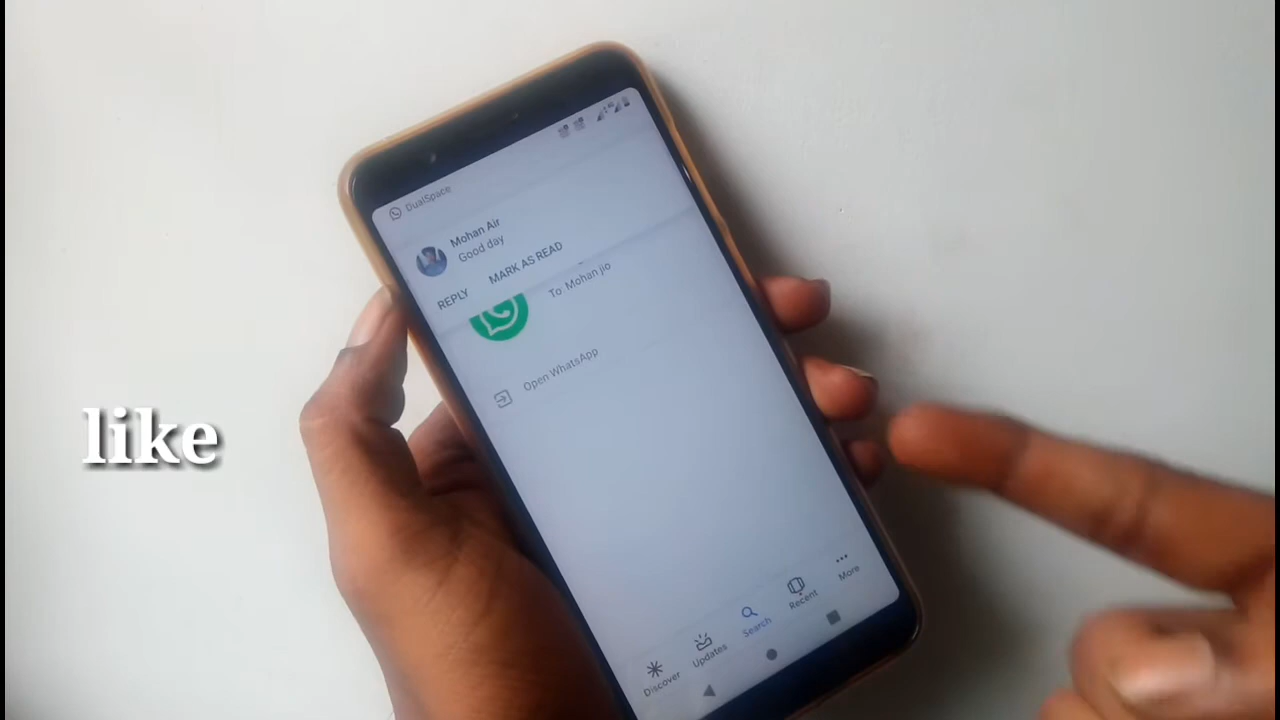 DualSpace
Mohan Air
Good day
REPLY MARK AS READ
To Mohan jio
Open WhatsApp
like
Discover Updates Search Recent More